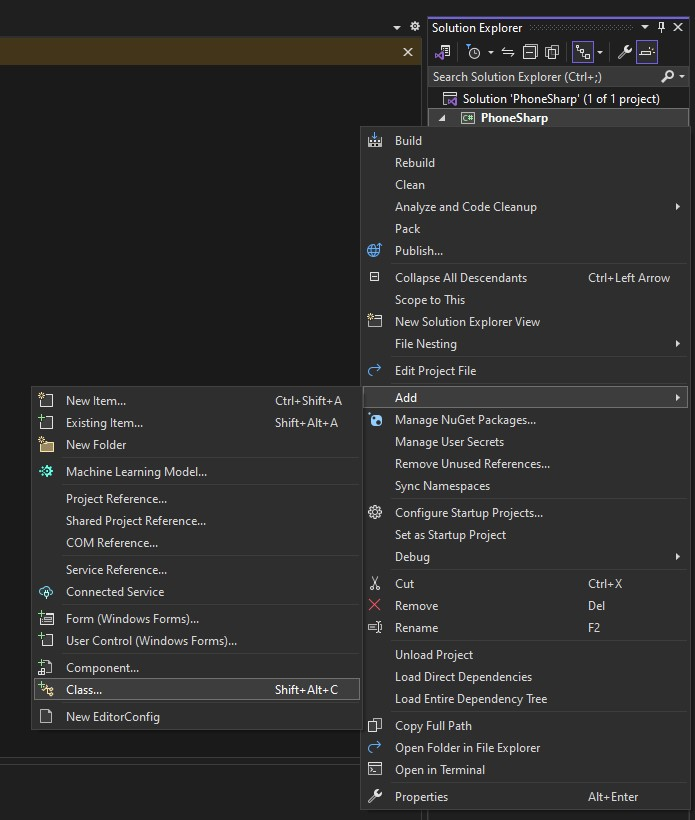 Solution Explorer
Search Solution Explorer (Ctrl+;)
Solution 'PhoneSharp' (1 of 1 project)
C# PhoneSharp
Build
Rebuild
Clean
Analyze and Code Cleanup
Pack
Publish...
Collapse All Descendants Ctrl+Left Arrow
Scope to This
New Solution Explorer View
File Nesting
Edit Project File
Add
Manage NuGet Packages...
Manage User Secrets
Remove Unused References...
Sync Namespaces
Configure Startup Projects...
Set as Startup Project
Debug
Cut Ctrl+X
Remove Del
Rename F2
Unload Project
Load Direct Dependencies
Load Entire Dependency Tree
Copy Full Path
Open Folder in File Explorer
Open in Terminal
Properties Alt+Enter
New Item... Ctrl+Shift+A
Existing Item... Shift+Alt+A
New Folder
Machine Learning Model...
Project Reference...
Shared Project Reference...
COM Reference...
Service Reference...
Connected Service
Form (Windows Forms)...
User Control (Windows Forms)...
Component...
Class... Shift+Alt+C
New EditorConfig